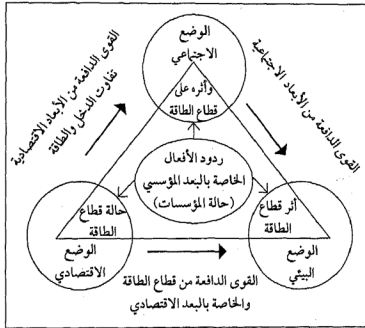 الوضع
الاجتماعي
وأثره على
قطاع الطاقة
القوى الدافعة من الأبعاد الاقتصادية
تفاوت الدخل والطاقة
القوى الدافعة من الأبعاد الاجتماعية
ردود الأفعال
الخاصة بالبعد المؤسسي
(حالة المؤسسات)
أثر قطاع
الطاقة
الوضع
البيئي
حالة قطاع
الطاقة
الوضع
الاقتصادي
القوى الدافعة من قطاع الطاقة
والخاصة بالبعد الاقتصادي